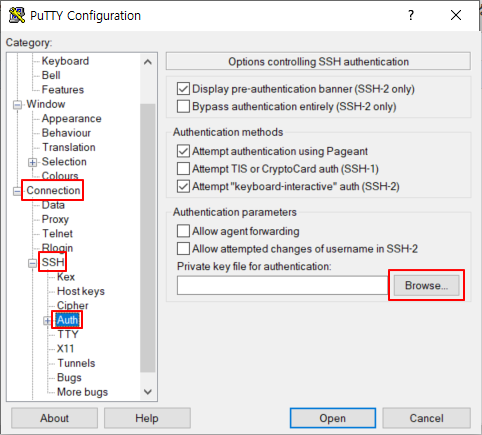 PuTTY Configuration
Category:
Keyboard
Bell
Features
Window
Appearance
Behaviour
Translation
Selection
Colours
Connection
Data
Proxy
Telnet
Rlogin
SSH
Kex
Host keys
Cipher
Auth
TTY
X11
Tunnels
Bugs
More bugs
Options controlling SSH authentication
Display pre-authentication banner (SSH-2 only)
Bypass authentication entirely (SSH-2 only)
Authentication methods
Attempt authentication using Pageant
Attempt TIS or CryptoCard auth (SSH-1)
Attempt "keyboard-interactive" auth (SSH-2)
Authentication parameters
Allow agent forwarding
Allow attempted changes of username in SSH-2
Private key file for authentication:
Browse...
About
Help
Open
Cancel